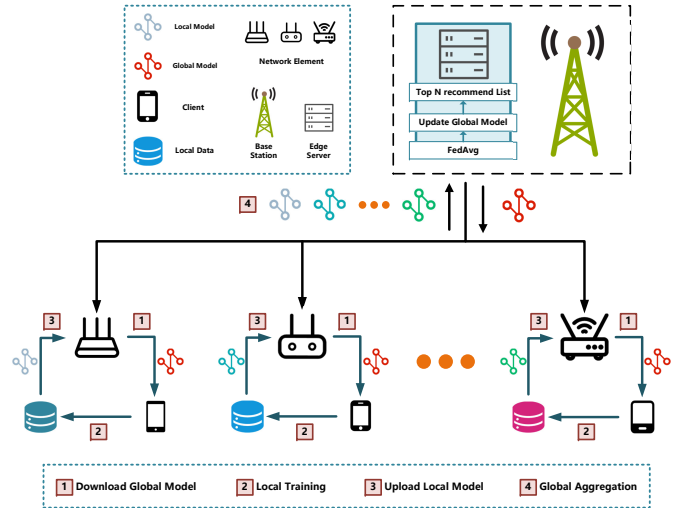 Local Model
Global Model
Network Element
Client
Local Data
Base
Station
Edge
Server
Top N recommend List
Update Global Model
FedAvg
4
3
1
3
1
3
1
2
2
2
1 Download Global Model
2 Local Training
3 Upload Local Model
4 Global Aggregation